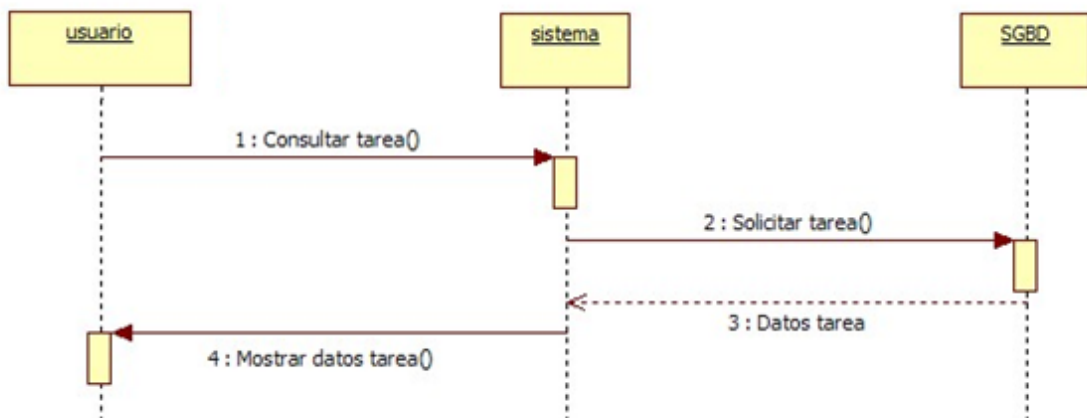 usuario
sistema
SGBD
1 : Consultar tarea()
2 : Solicitar tarea()
3 : Datos tarea
4 : Mostrar datos tarea()